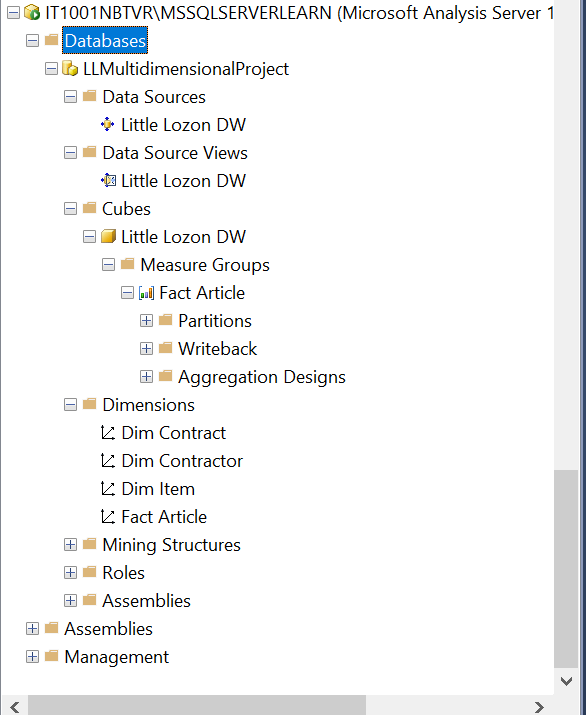 IT1001NBTVR\MSSQLSERVERLEARN (Microsoft Analysis Server 1
Databases
LLMultidimensionalProject
Data Sources
Little Lozon DW
Data Source Views
Little Lozon DW
Cubes
Little Lozon DW
Measure Groups
Fact Article
Partitions
Writeback
Aggregation Designs
Dimensions
Dim Contract
Dim Contractor
Dim Item
Fact Article
Mining Structures
Roles
Assemblies
Assemblies
Management